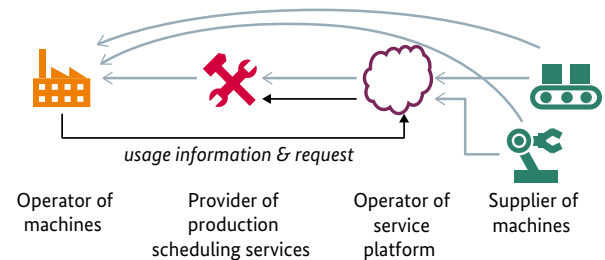 usage information & request
Operator of
machines
Provider of
production
scheduling services
Operator of
service
platform
Supplier of
machines